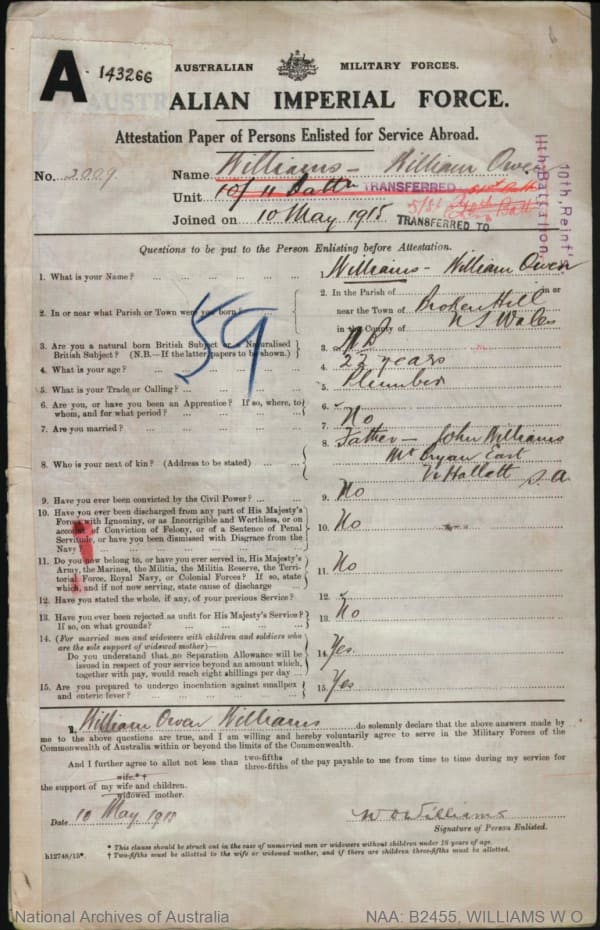 A 143266
AUSTRALIAN MILITARY FORCES.
AUSTRALIAN IMPERIAL FORCE.
Attestation Paper of Persons Enlisted for Service Abroad.
No. 2009 Name Williams - William Owen
Unit 10/11 Battn TRANSFERRED 51st Batt
Joined on 10 May 1915 TRANSFERRED TO 51st
10th, Reinf's
11th Battalion,
Questions to be put to the Person Enlisting before Attestation.
1. What is your Name? ... 1. Williams - William Owen
2. In or near what Parish or Town were you born? ... 2. In the Parish of in or
near the Town of Broken Hill
in the County of N S Wales
3. Are you a natural born British Subject or a Naturalised
British Subject? (N.B.—If the latter, papers to be shown.) 3. N B
4. What is your age? ... 4. 23 years
5. What is your Trade or Calling? ... 5. Plumber
6. Are you, or have you been an Apprentice? If so, where, to
whom, and for what period? ... 6.
7. Are you married? ... 7. No
8. Who is your next of kin? (Address to be stated) ... 8. Father - John Williams
Mt Bryan East
Hallett S.A
9. Have you ever been convicted by the Civil Power? ... 9. No
10. Have you ever been discharged from any part of His Majesty's
Forces with Ignominy, or as Incorrigible and Worthless, or on
account of Conviction of Felony, or of a Sentence of Penal
Servitude, or have you been dismissed with Disgrace from the
Navy? ... 10. No
11. Do you now belong to, or have you ever served in, His Majesty's
Army, the Marines, the Militia, the Militia Reserve, the Terri-
torial Force, Royal Navy, or Colonial Forces? If so, state
which, and if not now serving, state cause of discharge 11. No
12. Have you stated the whole, if any, of your previous Service? 12.
13. Have you ever been rejected as unfit for His Majesty's Service?
If so, on what grounds? ... 13. No
14. (For married men and widowers with children and soldiers who
are the sole support of widowed mother)—
Do you understand that no Separation Allowance will be
issued in respect of your service beyond an amount which,
together with pay, would reach eight shillings per day ... 14. Yes
15. Are you prepared to undergo inoculation against smallpox
and enteric fever? ... 15. Yes
59
I, William Owen Williams do solemnly declare that the above answers made by
me to the above questions are true, and I am willing and hereby voluntarily agree to serve in the Military Forces of the
Commonwealth of Australia within or beyond the limits of the Commonwealth.
And I further agree to allot not less than two-fifths three-fifths of the pay payable to me from time to time during my service for
wife.*†
the support of my wife and children.
widowed mother.
Date 10 May 1915 W O Williams
Signature of Person Enlisted.
* This clause should be struck out in the case of unmarried men or widowers without children under 18 years of age.
h12748/15*. † Two-fifths must be allotted to the wife or widowed mother, and if there are children three-fifths must be allotted.
National Archives of Australia NAA: B2455, WILLIAMS W O